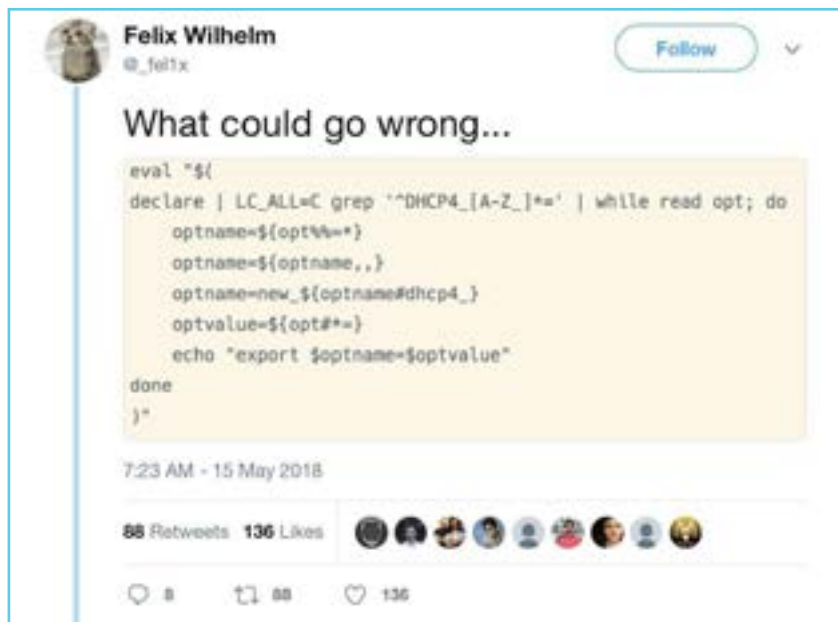 Felix Wilhelm
@_fel1x
Follow
What could go wrong...
eval "$(
declare | LC_ALL=C grep '^DHCP4_[A-Z_]*=' | while read opt; do
    optname=${opt%%=*}
    optname=${optname,,}
    optname=new_${optname#dhcp4_}
    optvalue=${opt#*=}
    echo "export $optname=$optvalue"
done
)"
7:23 AM - 15 May 2018
88 Retweets 136 Likes
8 88 136